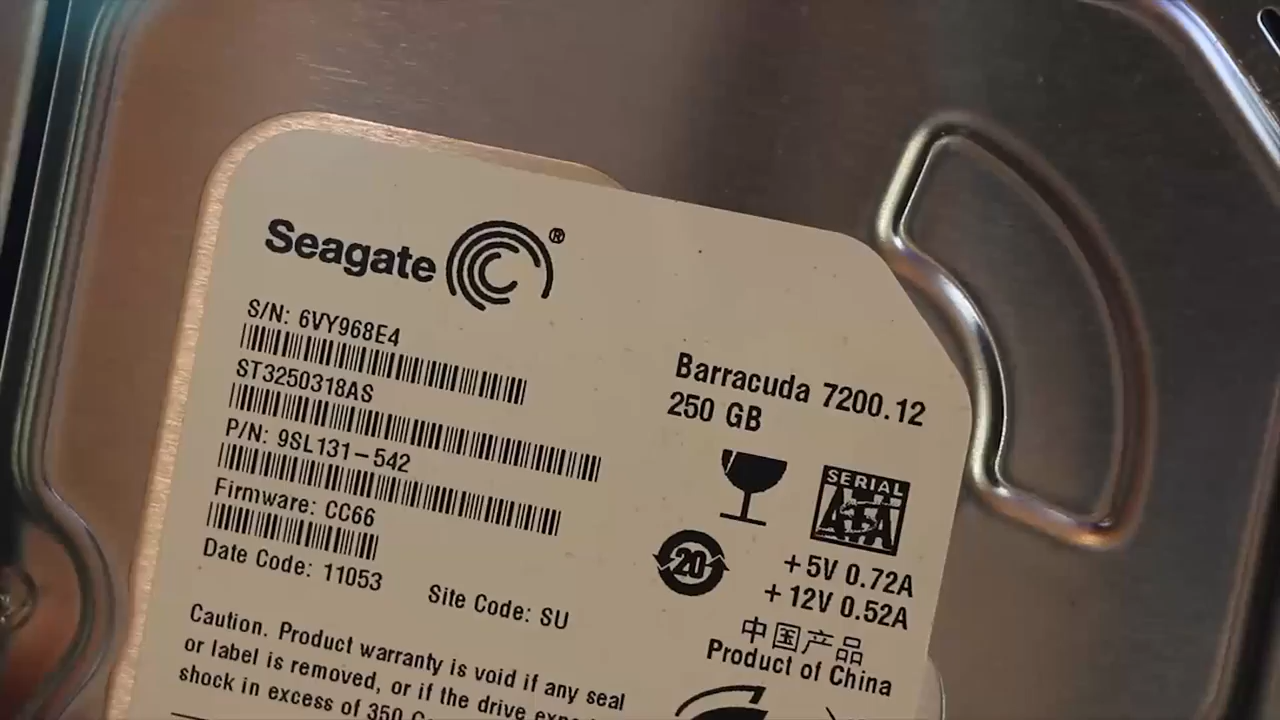 Seagate ®
S/N: 6VY968E4
ST3250318AS
P/N: 9SL131-542
Firmware: CC66
Date Code: 11053
Site Code: SU
Barracuda 7200.12
250 GB
SERIAL
ATA
20
+5V 0.72A
+12V 0.52A
中国产品
Product of China
Caution. Product warranty is void if any seal
or label is removed, or if the drive
shock in excess of 350